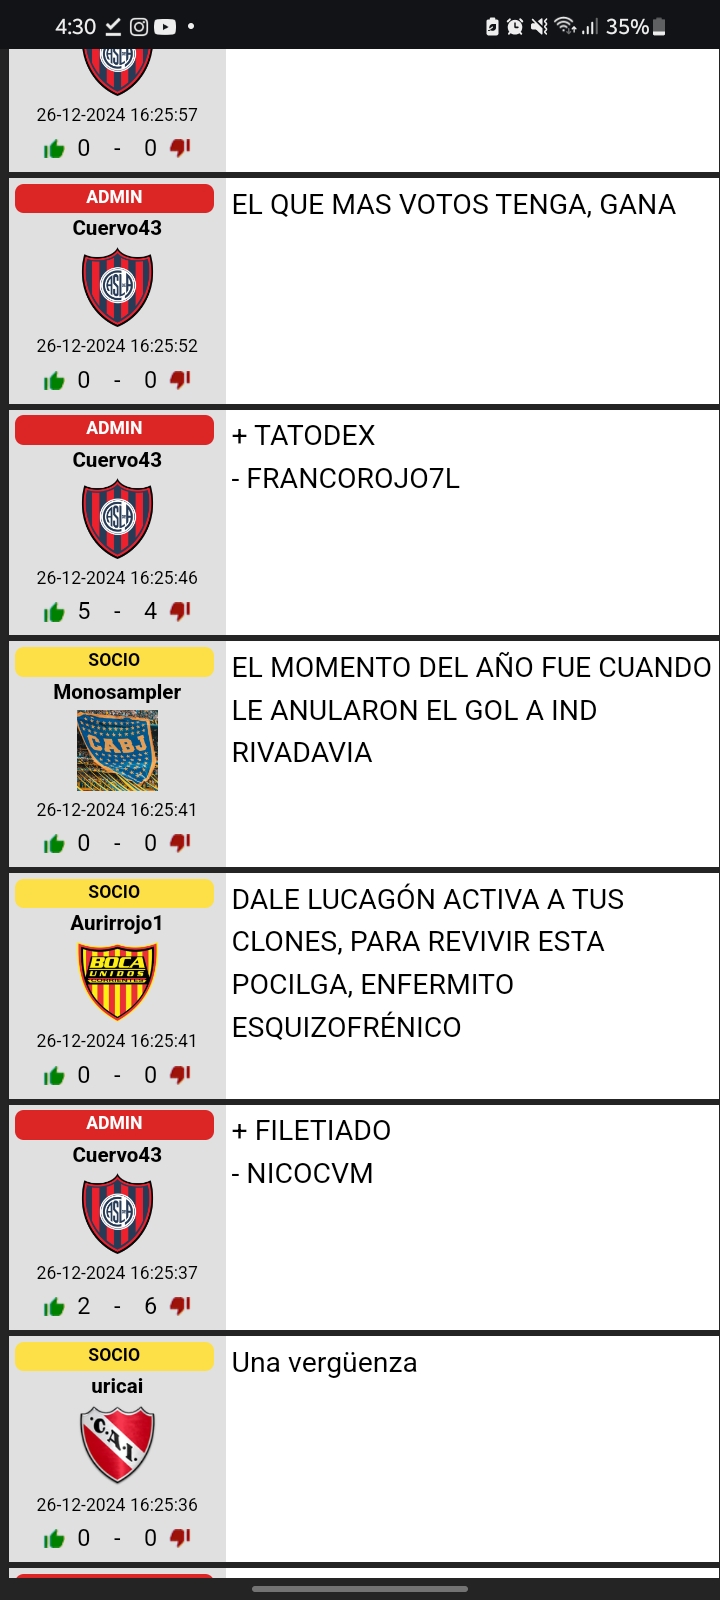 4:30
35%
26-12-2024 16:25:57
0 - 0
ADMIN
Cuervo43
26-12-2024 16:25:52
0 - 0
EL QUE MAS VOTOS TENGA, GANA
ADMIN
Cuervo43
26-12-2024 16:25:46
5 - 4
+ TATODEX
- FRANCOROJO7L
SOCIO
Monosampler
CABJ
26-12-2024 16:25:41
0 - 0
EL MOMENTO DEL AÑO FUE CUANDO
LE ANULARON EL GOL A IND
RIVADAVIA
SOCIO
Aurirrojo1
BOCA
UNIDOS
CORRIENTES
26-12-2024 16:25:41
0 - 0
DALE LUCAGÓN ACTIVA A TUS
CLONES, PARA REVIVIR ESTA
POCILGA, ENFERMITO
ESQUIZOFRÉNICO
ADMIN
Cuervo43
26-12-2024 16:25:37
2 - 6
+ FILETIADO
- NICOCVM
SOCIO
uricai
C.A.I.
26-12-2024 16:25:36
0 - 0
Una vergüenza